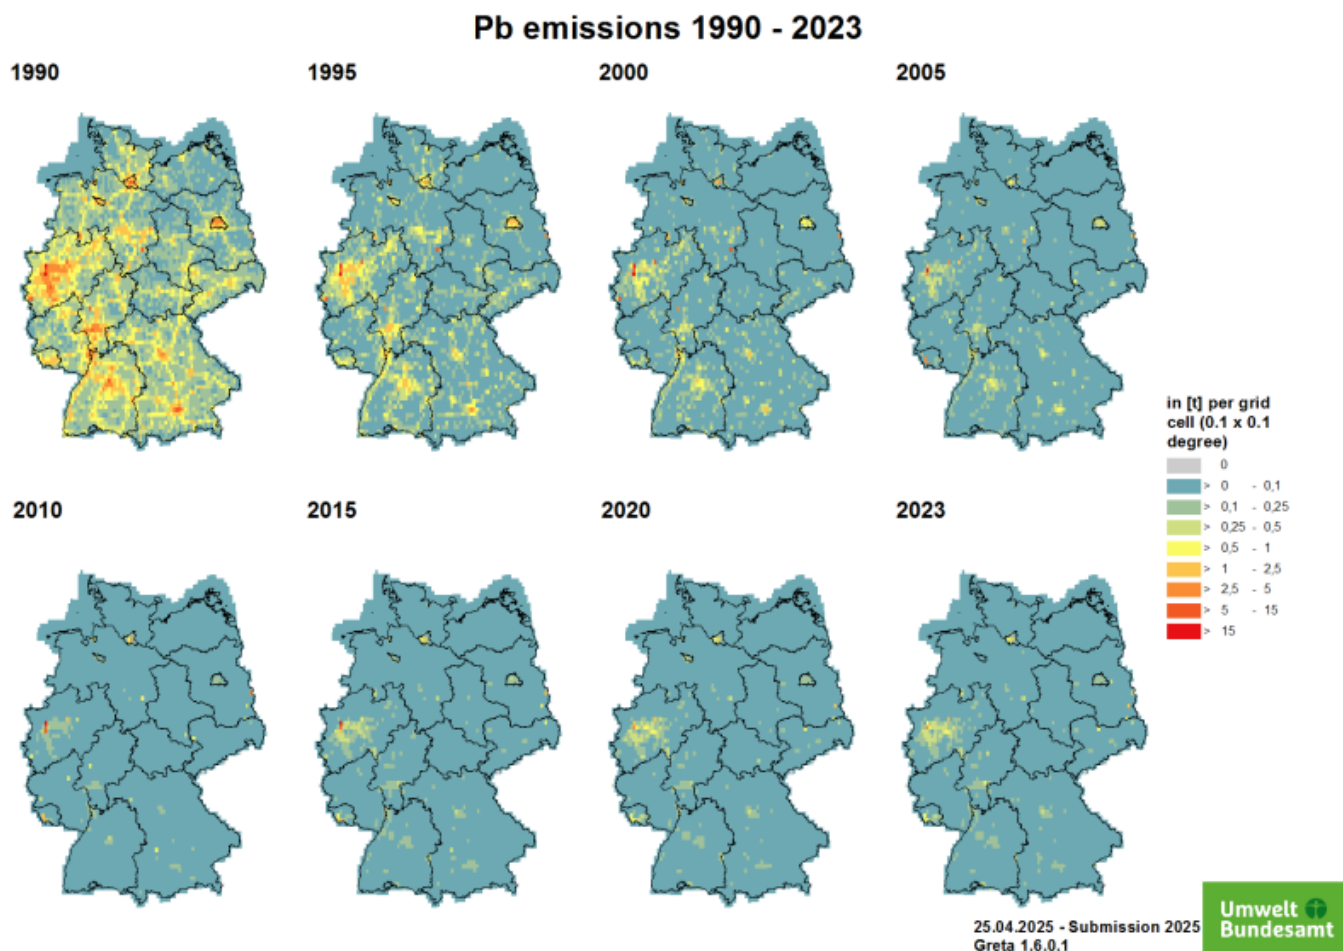 Pb emissions 1990 - 2023
1990
1995
2000
2005
in [t] per grid
cell (0.1 x 0.1
degree)
0
> 0 - 0,1
> 0,1 - 0,25
> 0,25 - 0,5
> 0,5 - 1
> 1 - 2,5
> 2,5 - 5
> 5 - 15
> 15
2010
2015
2020
2023
25.04.2025 - Submission 2025
Greta 1.6.0.1
Umwelt
Bundesamt